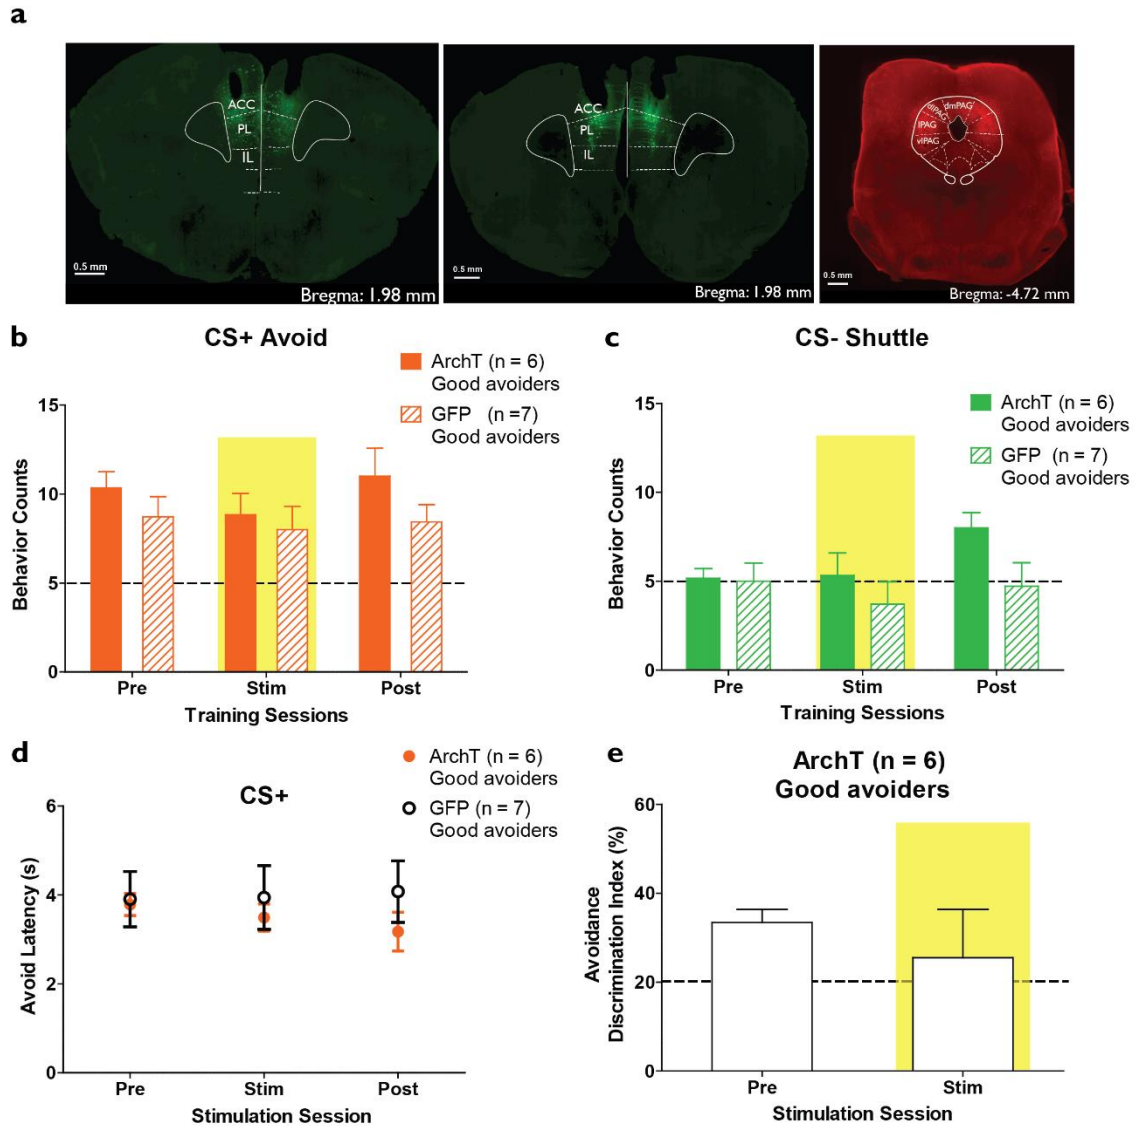 a
ACC
PL
IL
0.5 mm
Bregma: 1.98 mm
ACC
PL
IL
0.5 mm
Bregma: 1.98 mm
dmPAG
dlPAG
lPAG
vlPAG
0.5 mm
Bregma: -4.72 mm
b
CS+ Avoid
ArchT (n = 6)
Good avoiders
GFP (n =7)
Good avoiders
15
10
5
0
Behavior Counts
Pre
Stim
Post
Training Sessions
c
CS- Shuttle
ArchT (n = 6)
Good avoiders
GFP (n = 7)
Good avoiders
15
10
5
0
Behavior Counts
Pre
Stim
Post
Training Sessions
d
CS+
ArchT (n = 6)
Good avoiders
GFP (n = 7)
Good avoiders
6
4
2
0
Avoid Latency (s)
Pre
Stim
Post
Stimulation Session
e
ArchT (n = 6)
Good avoiders
60
40
20
0
Avoidance
Discrimination Index (%)
Pre
Stim
Stimulation Session